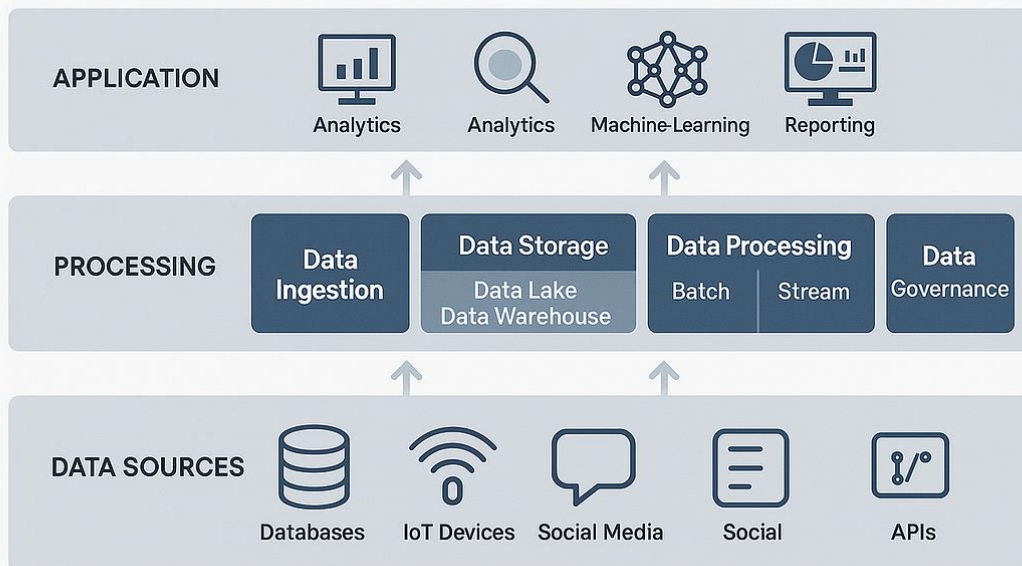 APPLICATION
Analytics
Analytics
Machine-Learning
Reporting
PROCESSING
Data
Ingestion
Data Storage
Data Lake
Data Warehouse
Data Processing
Batch
Stream
Data
Governance
DATA SOURCES
Databases
IoT Devices
Social Media
Social
APIs